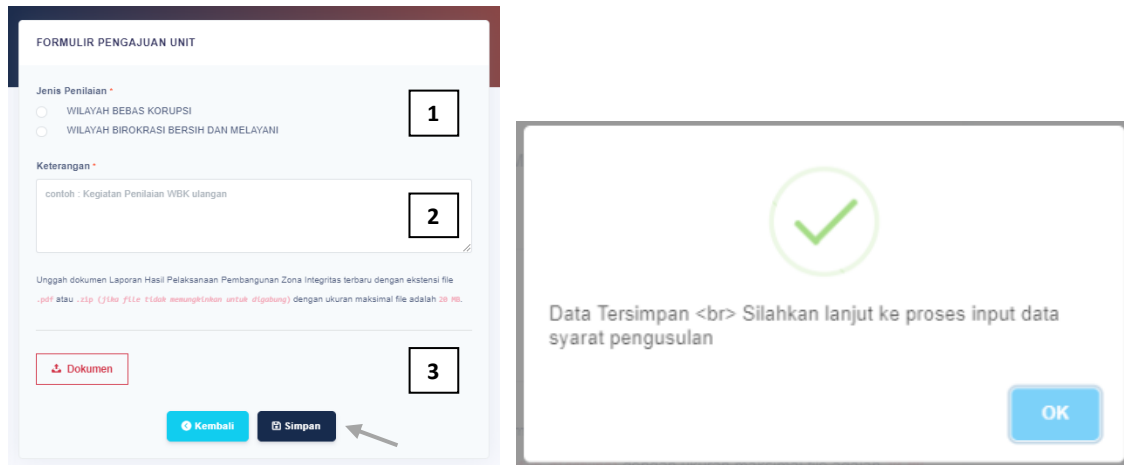 FORMULIR PENGAJUAN UNIT
Jenis Penilaian *
WILAYAH BEBAS KORUPSI
WILAYAH BIROKRASI BERSIH DAN MELAYANI
1
Keterangan *
contoh : Kegiatan Penilaian WBK ulangan
2
Unggah dokumen Laporan Hasil Pelaksanaan Pembangunan Zona Integritas terbaru dengan ekstensi file
.pdf atau .zip (jika file tidak memungkinkan untuk digabung) dengan ukuran maksimal file adalah 20 MB.
Dokumen
3
Kembali
Simpan
Data Tersimpan <br> Silahkan lanjut ke proses input data
syarat pengusulan
OK